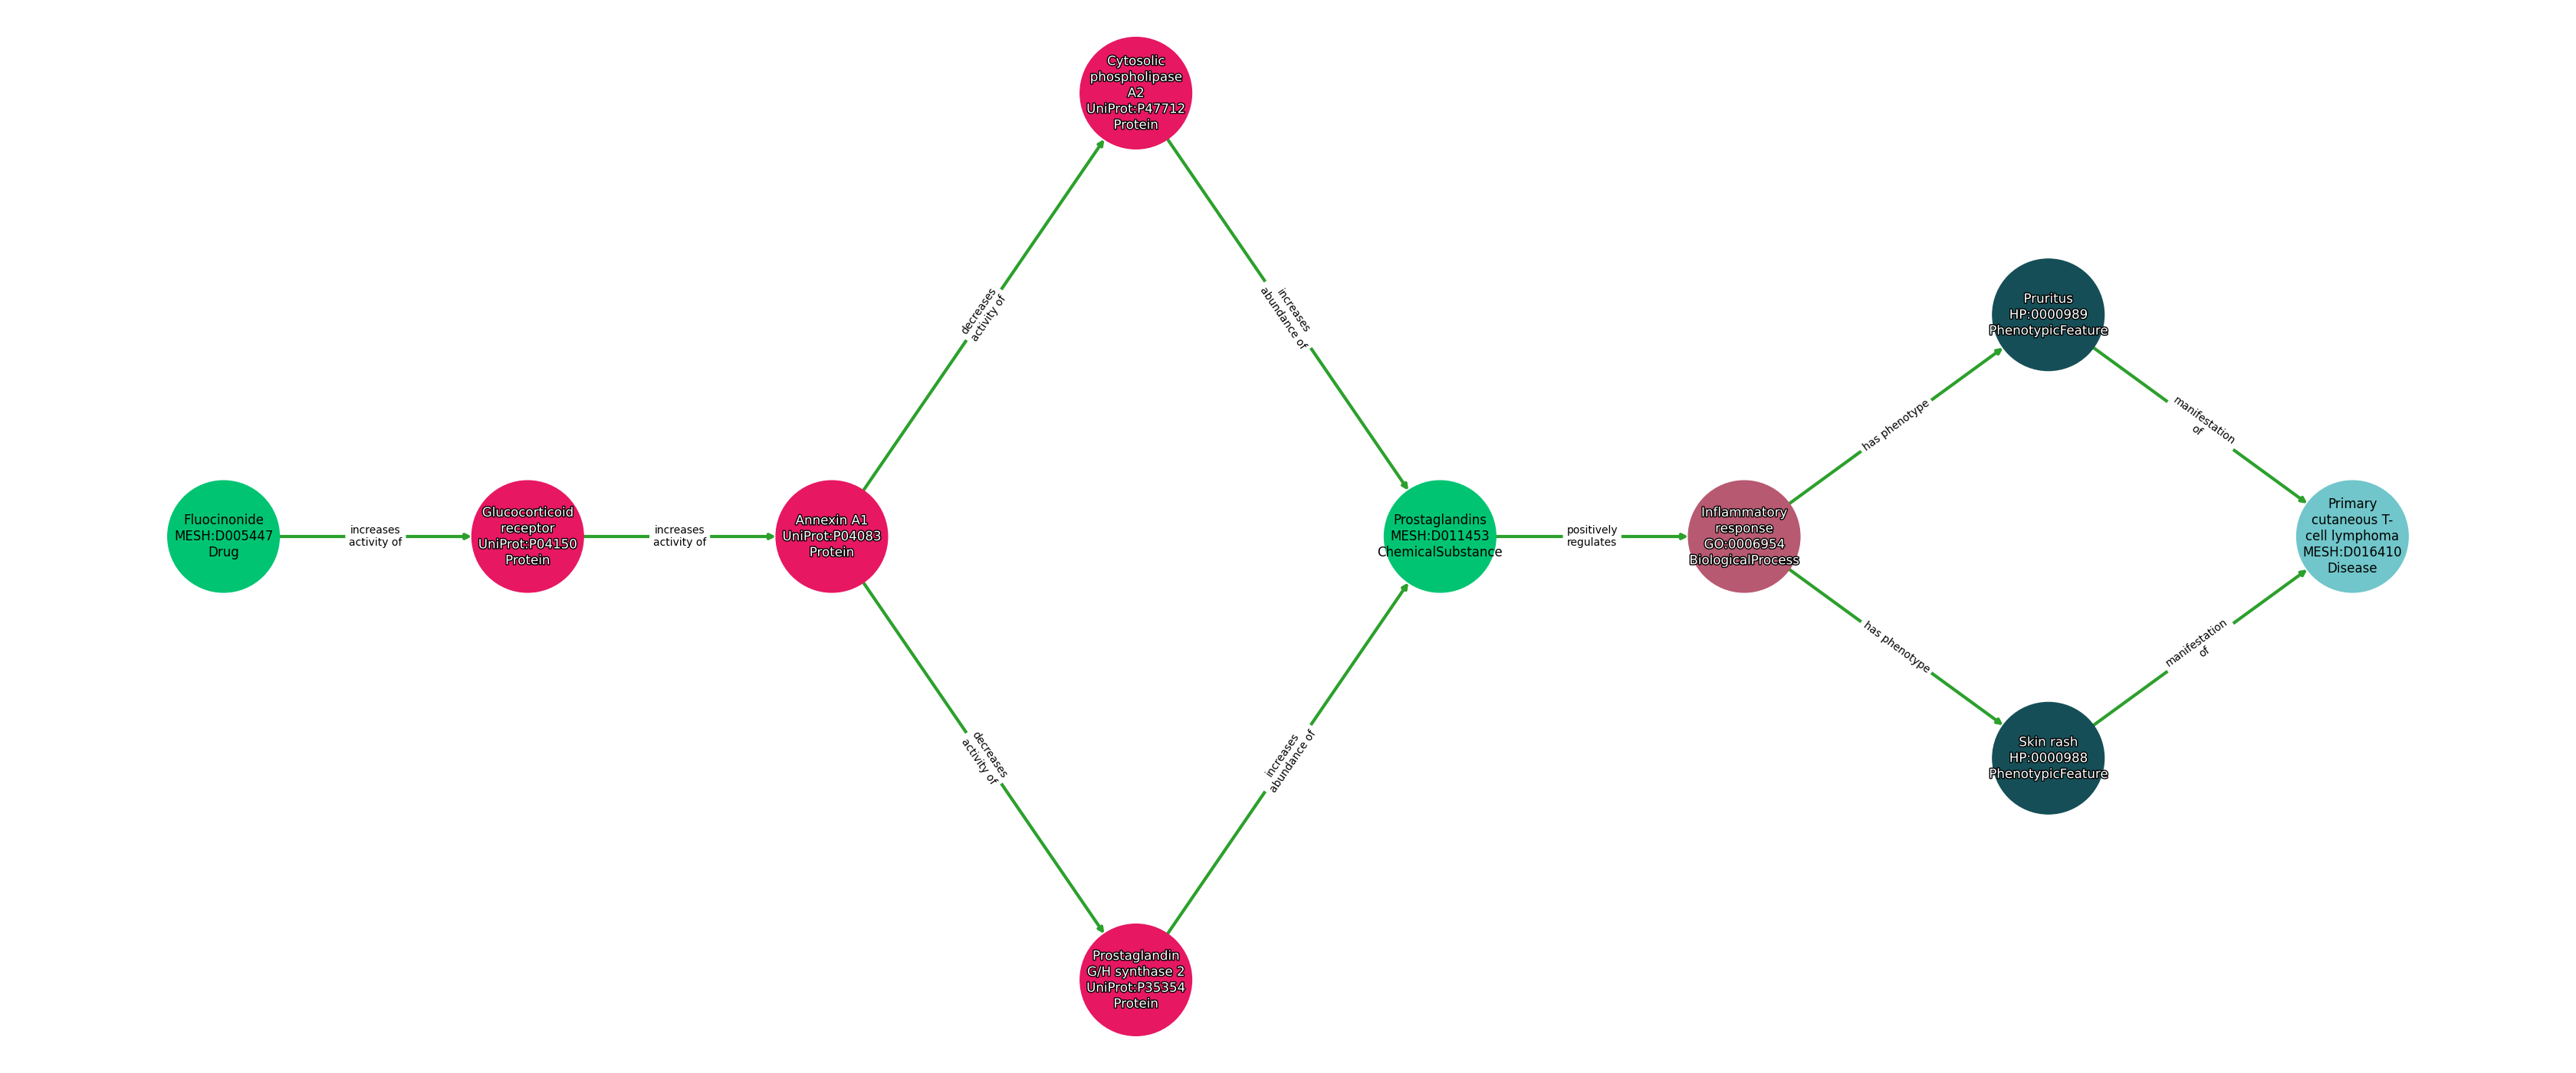 Fluocinonide
MESH:D005447
Drug
increases
activity of
Glucocorticoid
receptor
UniProt:P04150
Protein
increases
activity of
Annexin A1
UniProt:P04083
Protein
decreases
activity of
Cytosolic
phospholipase
A2
UniProt:P47712
Protein
increases
abundance of
decreases
activity of
Prostaglandin
G/H synthase 2
UniProt:P35354
Protein
increases
abundance of
Prostaglandins
MESH:D011453
ChemicalSubstance
positively
regulates
Inflammatory
response
GO:0006954
BiologicalProcess
has phenotype
Pruritus
HP:0000989
PhenotypicFeature
manifestation
of
has phenotype
Skin rash
HP:0000988
PhenotypicFeature
manifestation
of
Primary
cutaneous T-
cell lymphoma
MESH:D016410
Disease